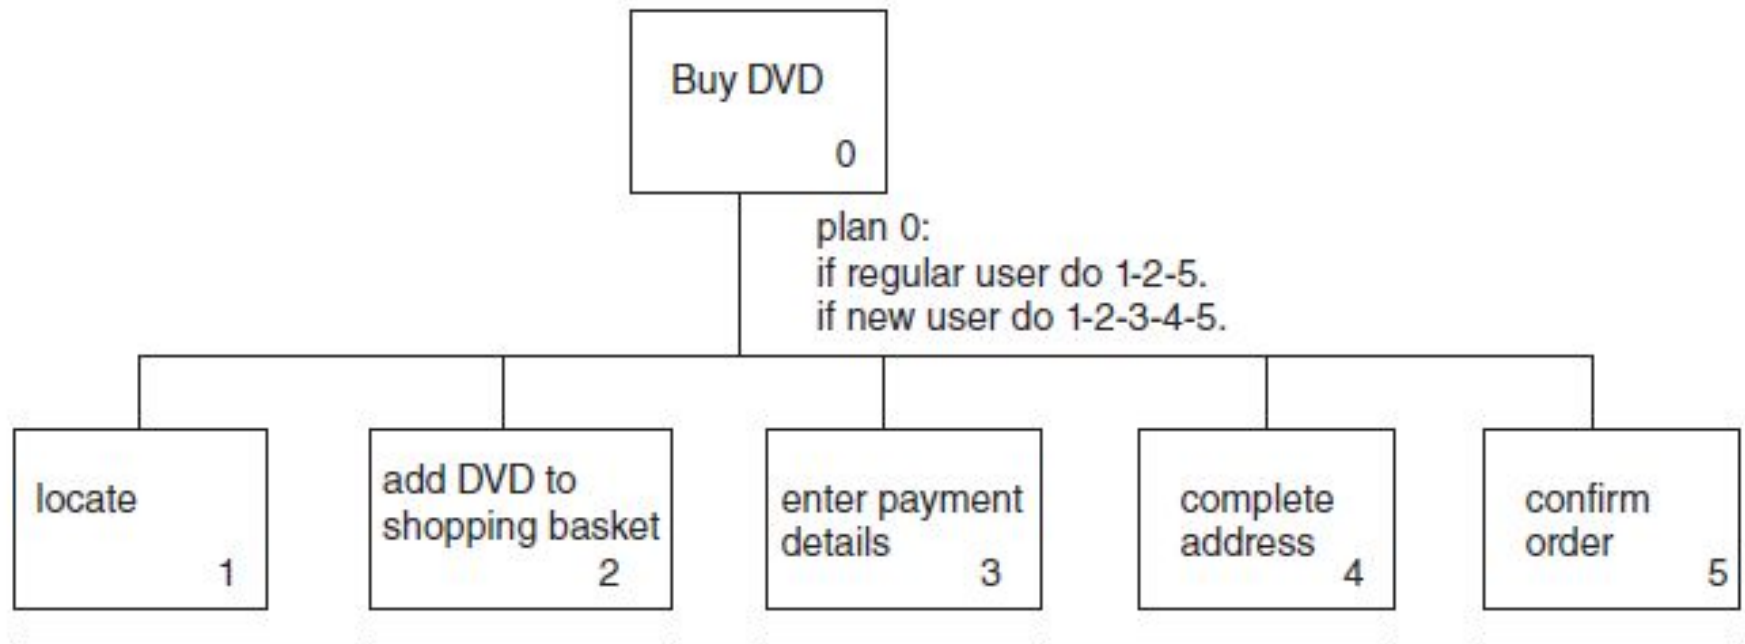 Buy DVD
0
plan 0:
if regular user do 1-2-5.
if new user do 1-2-3-4-5.
locate
1
add DVD to
shopping basket
2
enter payment
details
3
complete
address
4
confirm
order
5